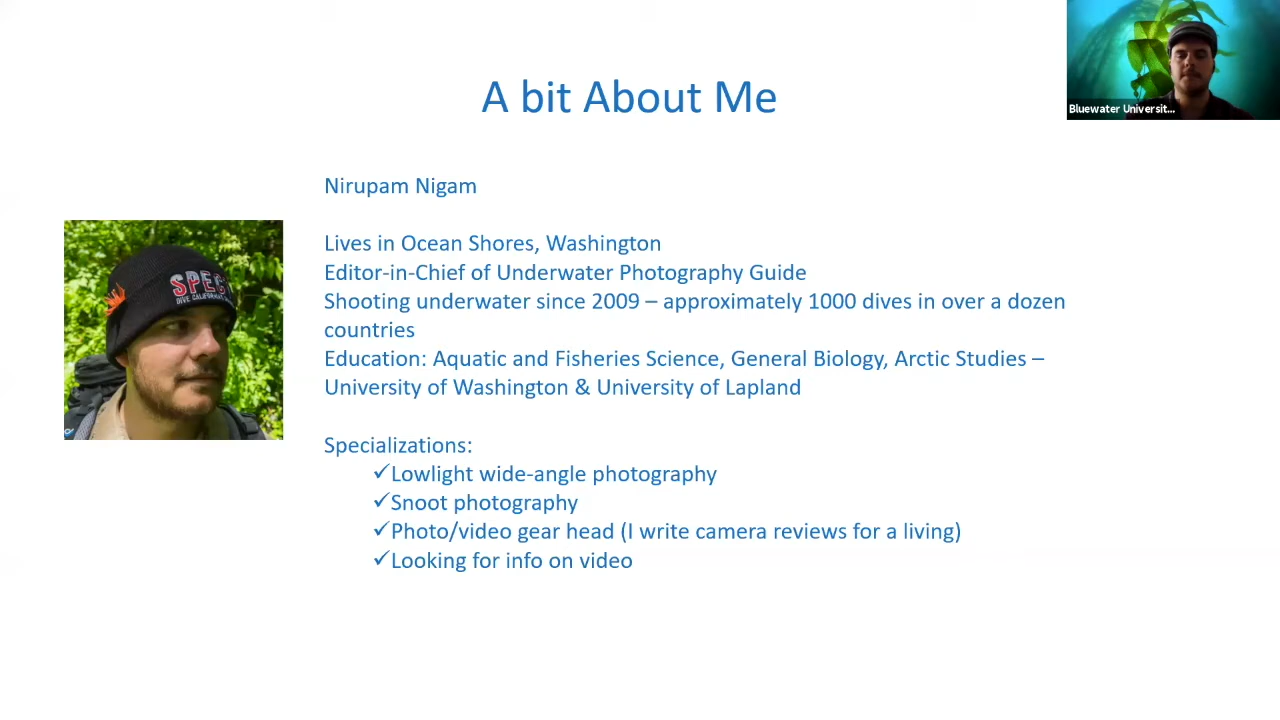 A bit About Me
Bluewater Universit...
Nirupam Nigam
Lives in Ocean Shores, Washington
Editor-in-Chief of Underwater Photography Guide
Shooting underwater since 2009 – approximately 1000 dives in over a dozen
countries
Education: Aquatic and Fisheries Science, General Biology, Arctic Studies –
University of Washington & University of Lapland
Specializations:
✓Lowlight wide-angle photography
✓Snoot photography
✓Photo/video gear head (I write camera reviews for a living)
✓Looking for info on video
SPEC
DIVE CALIFOR